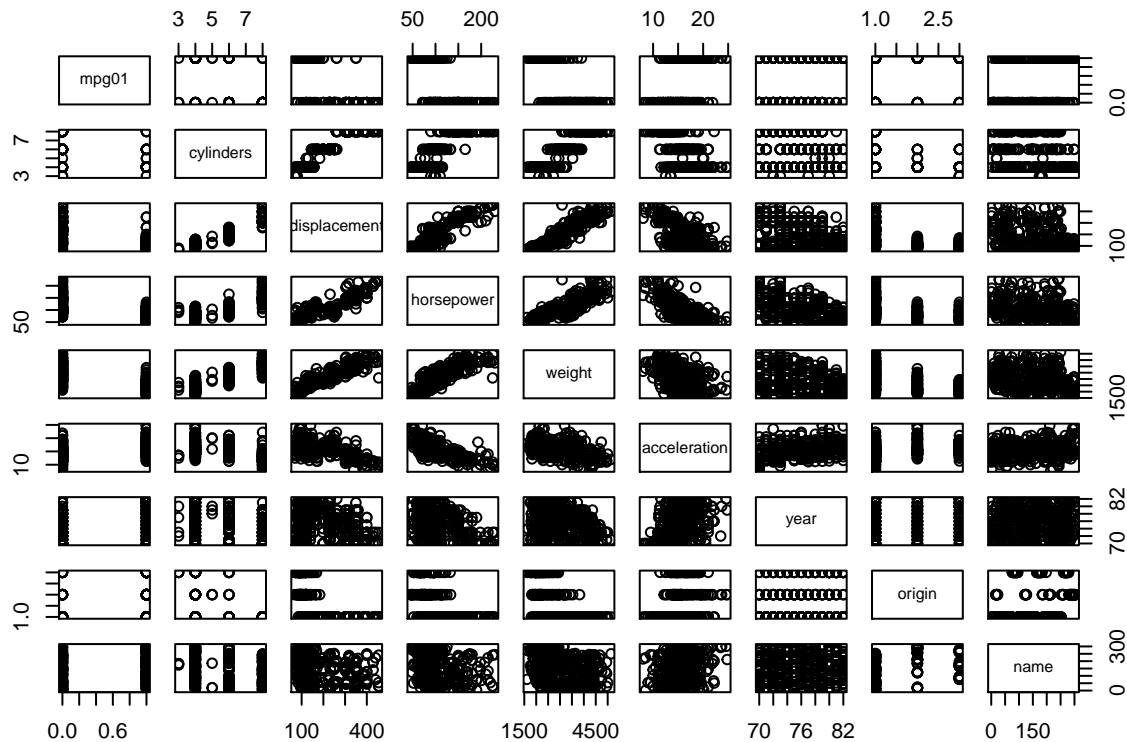 3 5 7 50 200 10 20 1.0 2.5
mpg01
0.0
3 7
cylinders
displacement
100
50
horsepower
weight
1500
10
acceleration
year
70 82
1.0
origin
name
0 300
0.0 0.6 100 400 1500 4500 70 76 82 0 150